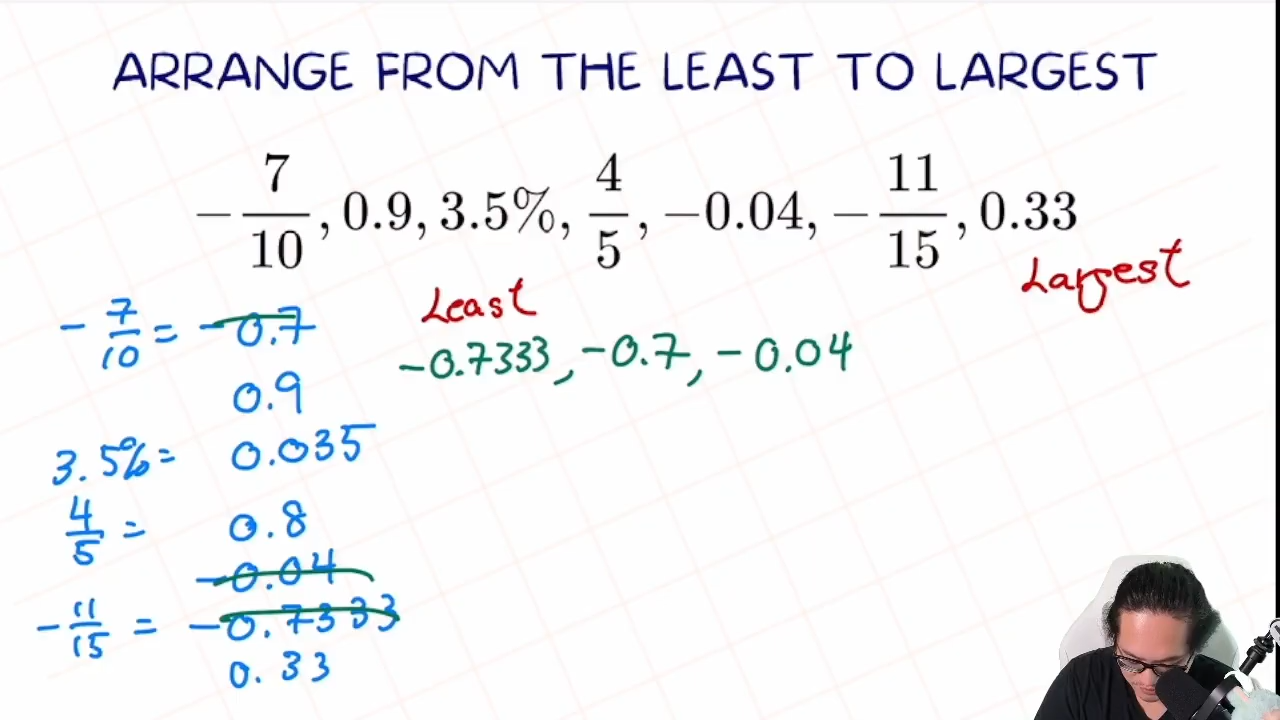 ARRANGE FROM THE LEAST TO LARGEST
-7/10, 0.9, 3.5%, 4/5, -0.04, -11/15, 0.33
Least
Largest
-0.7333, -0.7, -0.04
-7/10 = -0.7
0.9
3.5% = 0.035
4/5 = 0.8
-0.04
-11/15 = -0.7333
0.33